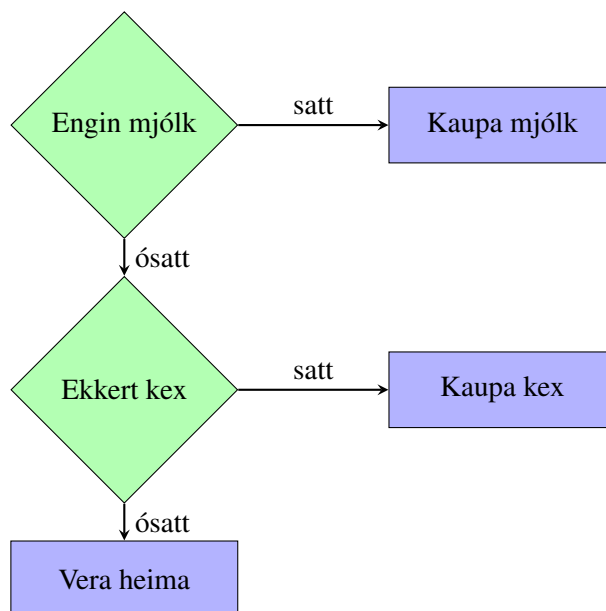 Engin mjólk
satt
Kaupa mjólk
ósatt
Ekkert kex
satt
Kaupa kex
ósatt
Vera heima